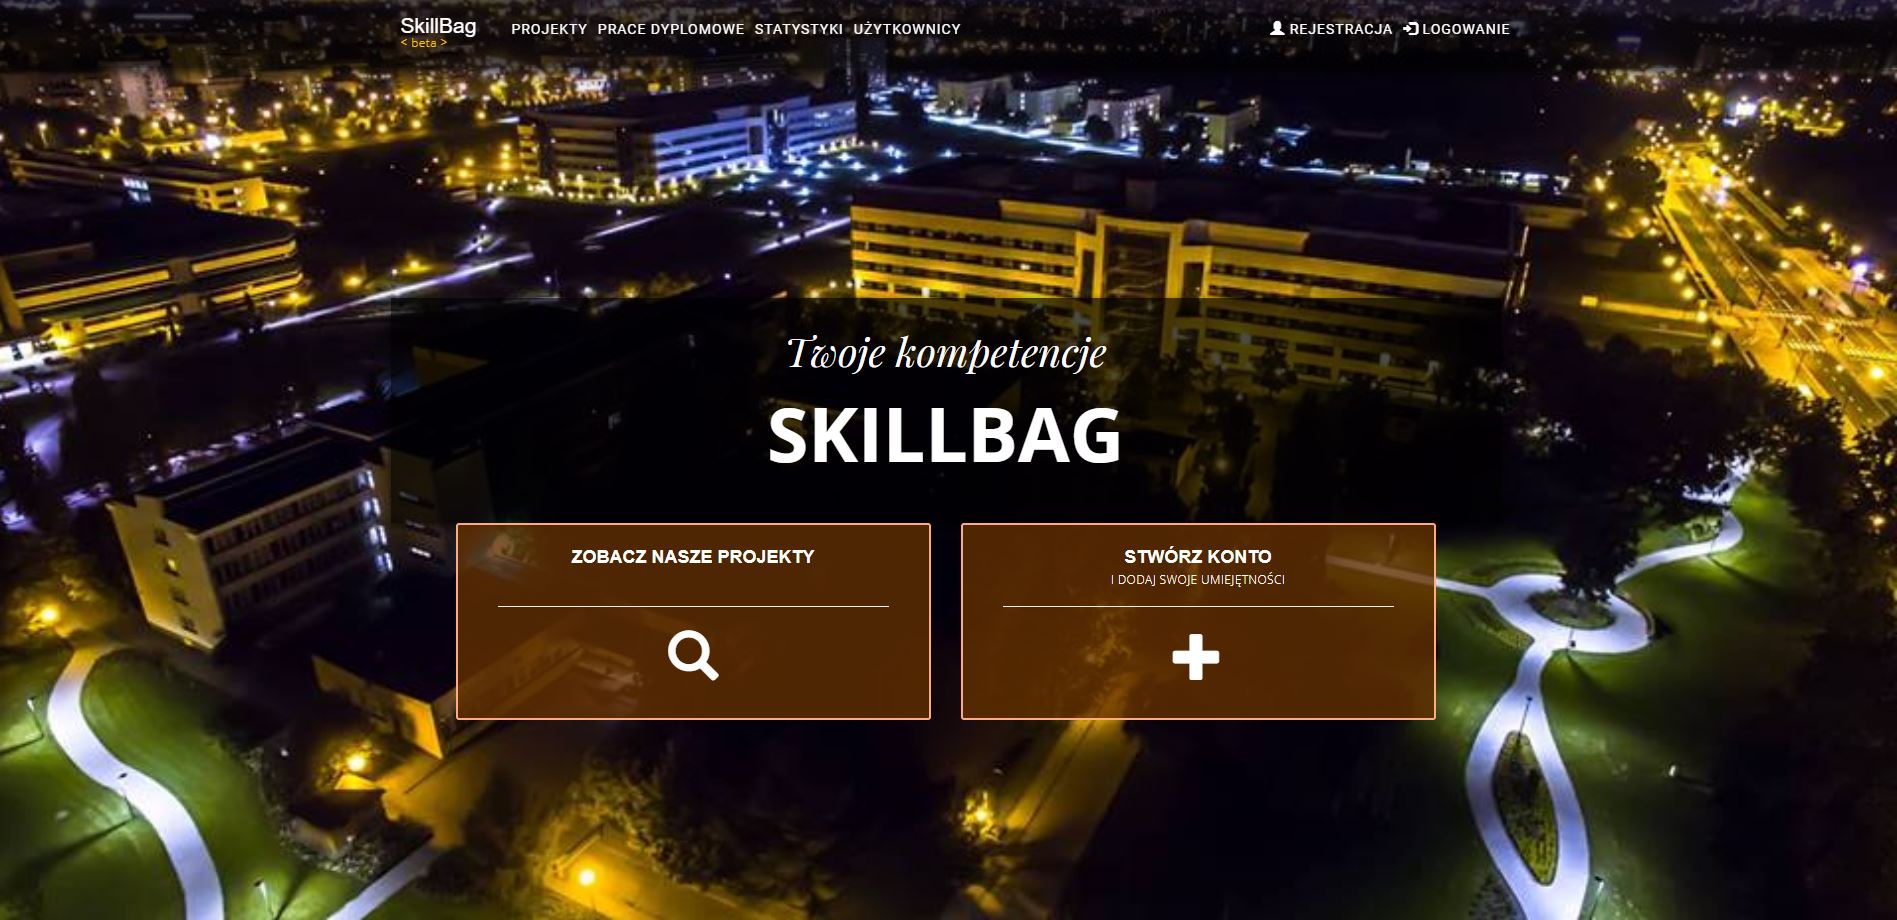 SkillBag
< beta >
PROJEKTY PRACE DYPLOMOWE STATYSTYKI UŻYTKOWNICY
REJESTRACJA LOGOWANIE
Twoje kompetencje
SKILLBAG
ZOBACZ NASZE PROJEKTY
STWÓRZ KONTO
I DODAJ SWOJE UMIEJĘTNOŚCI